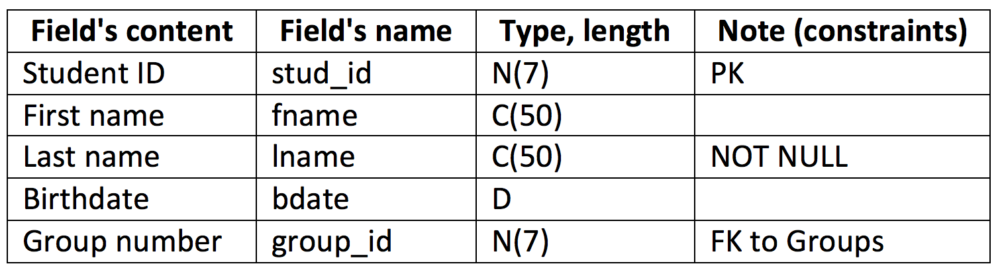 Field's content Field's name Type, length Note (constraints)
Student ID stud_id N(7) PK
First name fname C(50)
Last name lname C(50) NOT NULL
Birthdate bdate D
Group number group_id N(7) FK to Groups